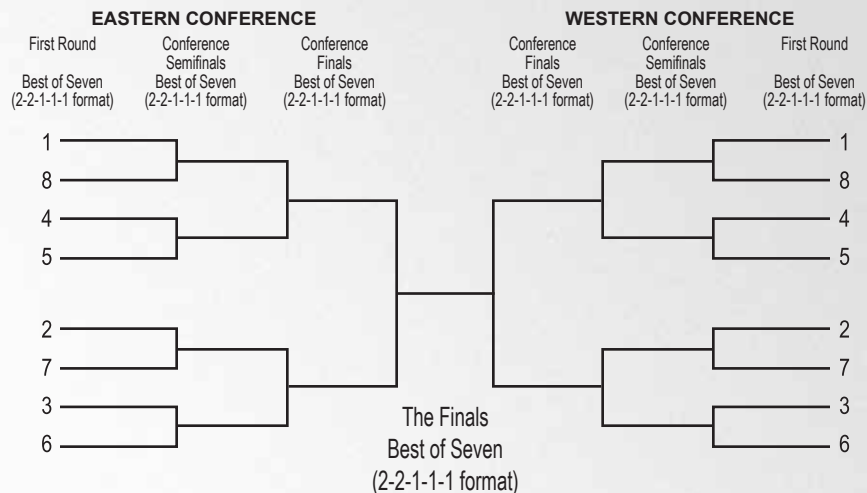 EASTERN CONFERENCE
First Round
Best of Seven
(2-2-1-1-1 format)
Conference
Semifinals
Best of Seven
(2-2-1-1-1 format)
Conference
Finals
Best of Seven
(2-2-1-1-1 format)
WESTERN CONFERENCE
Conference
Finals
Best of Seven
(2-2-1-1-1 format)
Conference
Semifinals
Best of Seven
(2-2-1-1-1 format)
First Round
Best of Seven
(2-2-1-1-1 format)
1
8
4
5
2
7
3
6
1
8
4
5
2
7
3
6
The Finals
Best of Seven
(2-2-1-1-1 format)